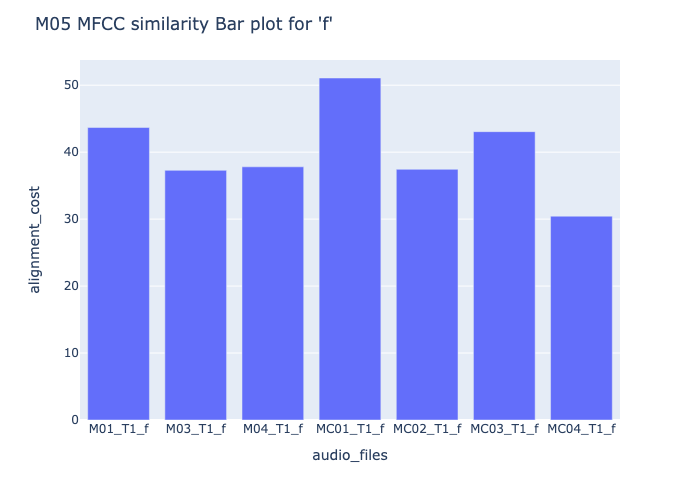 M05 MFCC similarity Bar plot for 'f'
50
40
30
20
10
0
alignment_cost
M01_T1_f M03_T1_f M04_T1_f MC01_T1_f MC02_T1_f MC03_T1_f MC04_T1_f
audio_files